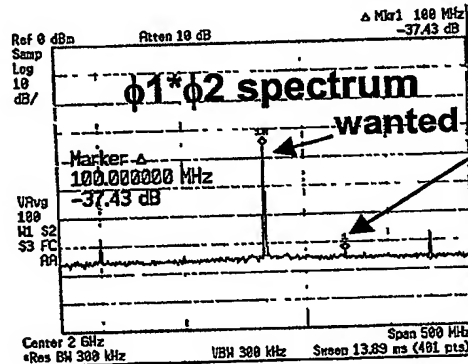 Δ Mkr1 100 MHz
Ref 0 dBm Atten 10 dB -37.43 dB
Samp
Log
10
dB/
ϕ1*ϕ2 spectrum
wanted
Marker Δ
100.000000 MHz
-37.43 dB
VAvg
100
W1 S2
S3 FC
AA
Center 2 GHz Span 500 MHz
*Res BW 300 kHz VBW 300 kHz Sweep 13.89 ms (401 pts)